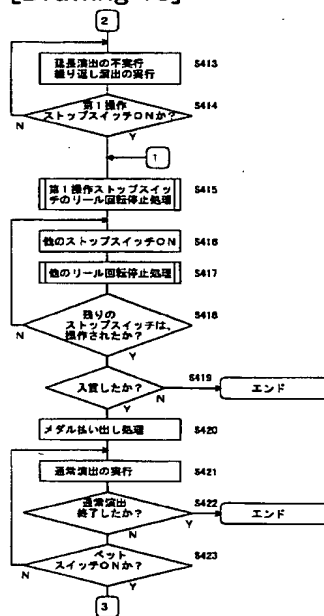 2
延長演出の不実行
繰り返し演出の実行
S413
第1操作
ストップスイッチONか?
S414
N
Y
1
第1操作ストップスイッ
チのリール回転停止処理
S415
他のストップスイッチON
S416
他のリール回転停止処理
S417
残りの
ストップスイッチは、
操作されたか?
S418
N
Y
入賞したか?
S419
N
エンド
Y
メダル払い出し処理
S420
通常演出の実行
S421
通常演出
終了したか?
S422
Y
エンド
N
ベット
スイッチONか?
S423
N
Y
3